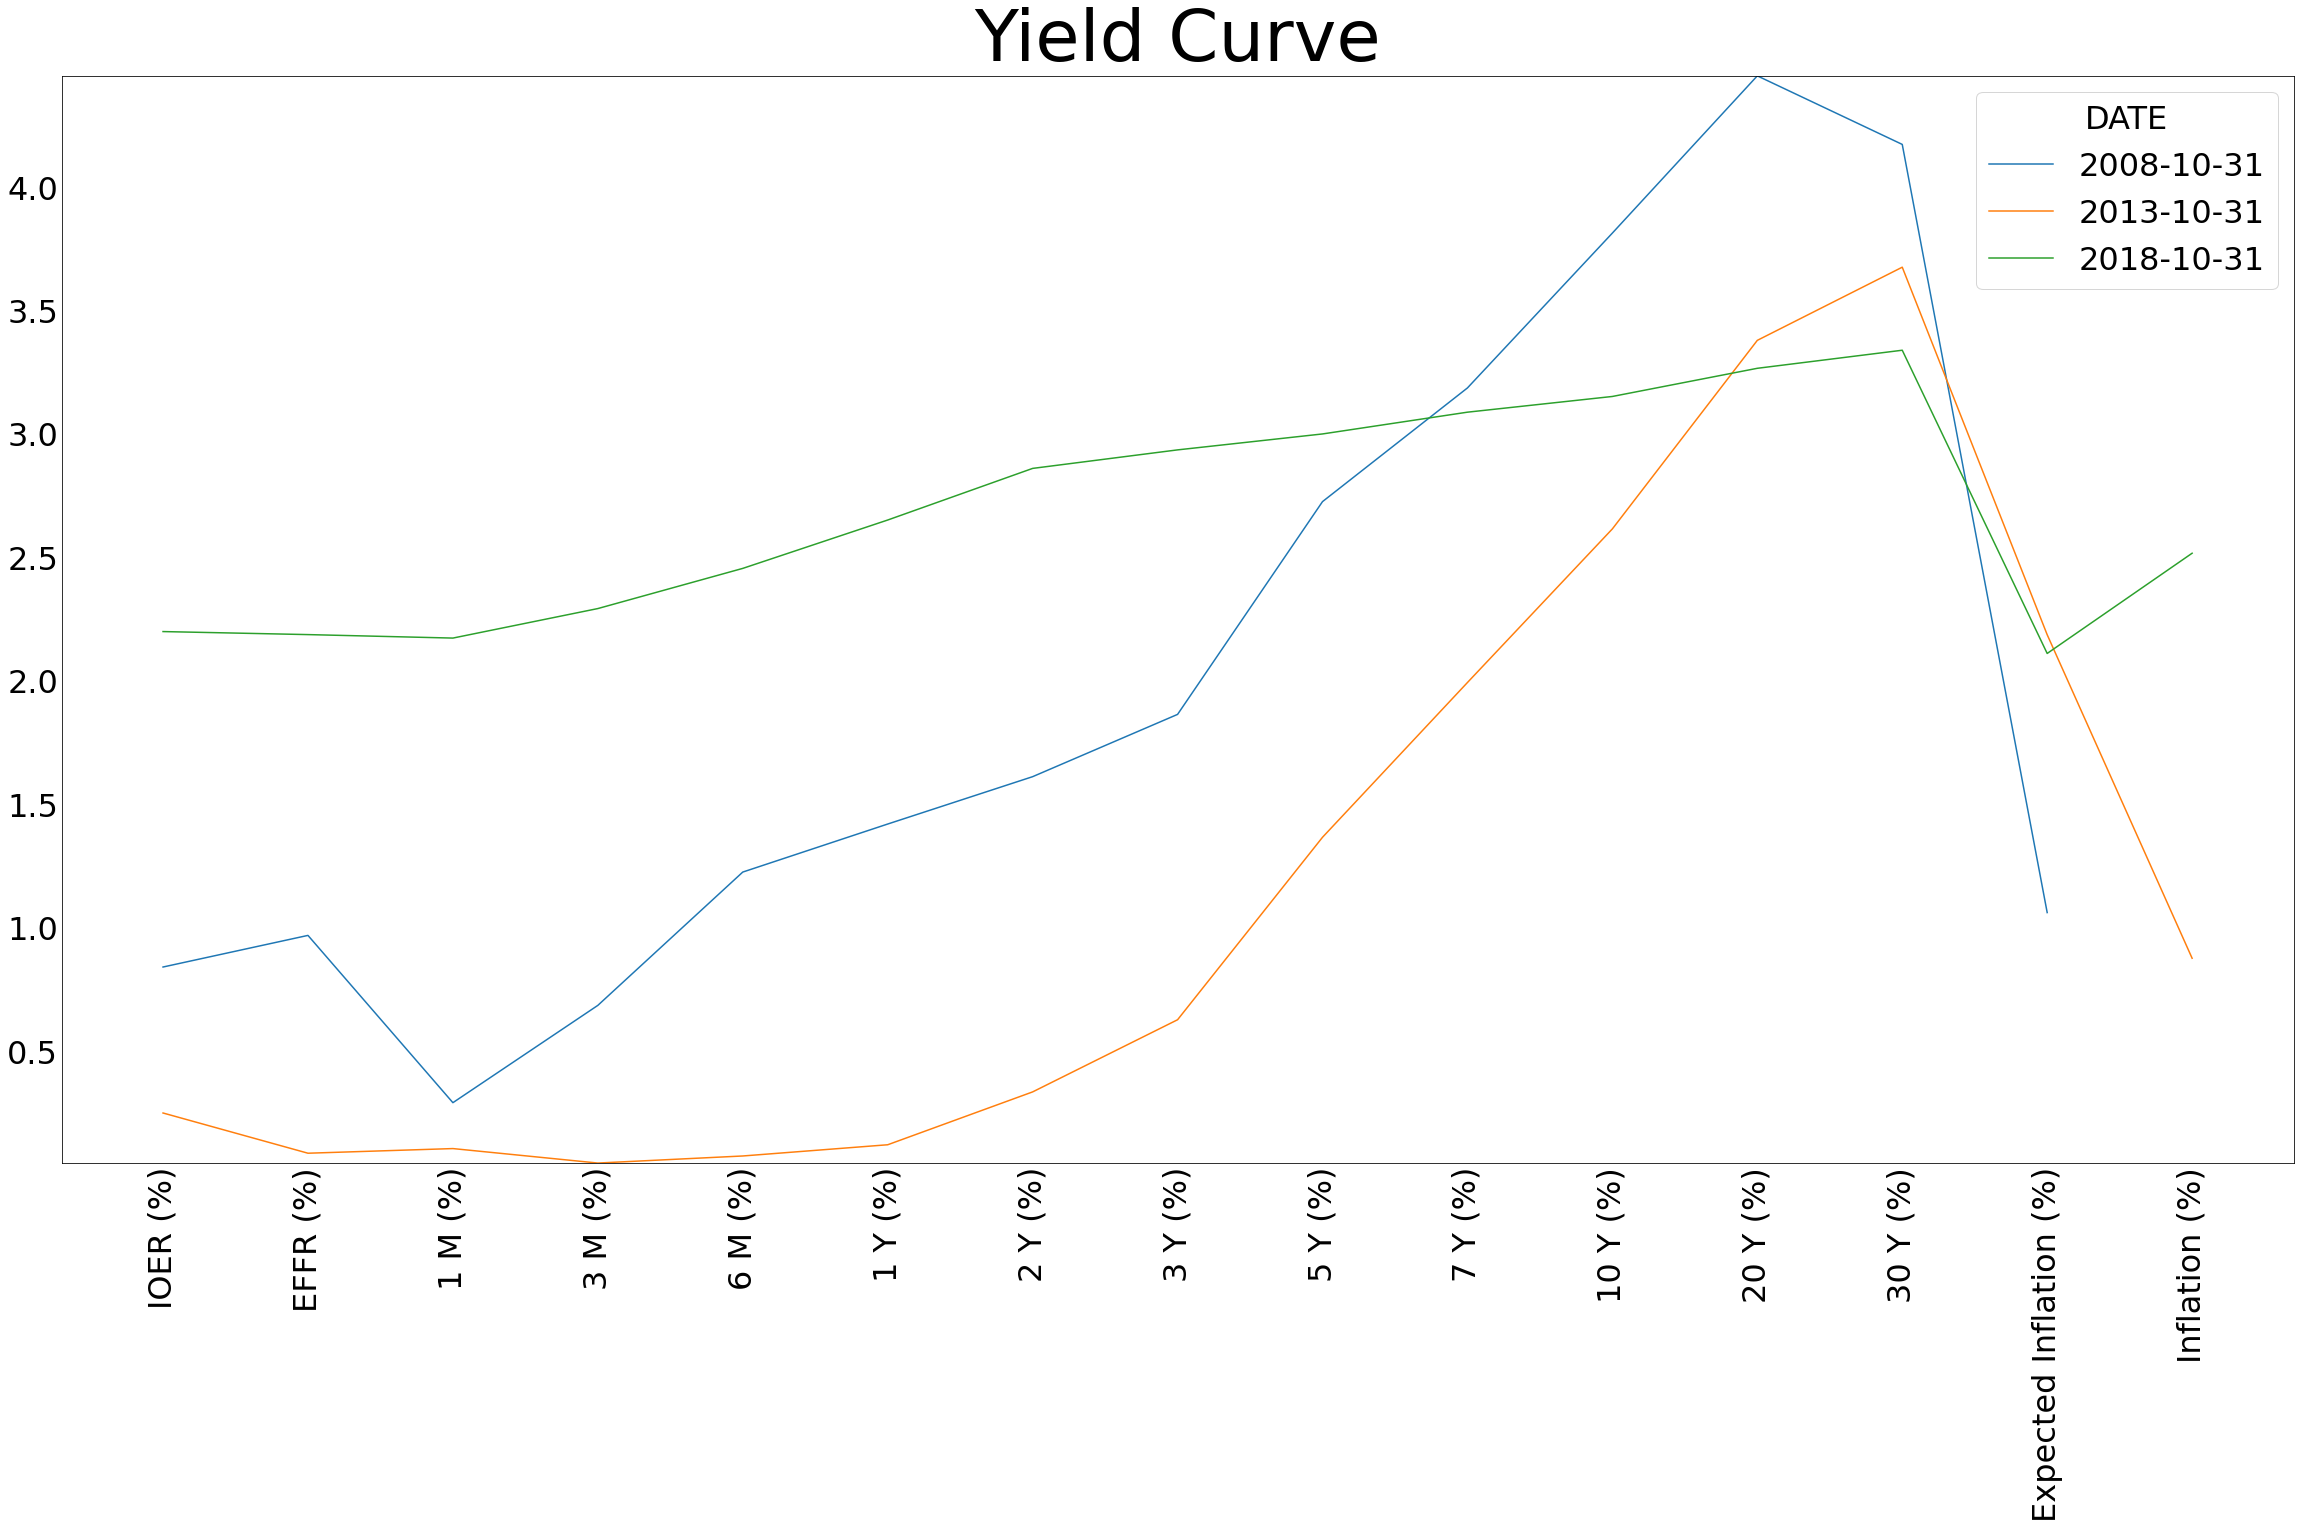 Yield Curve
DATE
2008-10-31
2013-10-31
2018-10-31
4.0
3.5
3.0
2.5
2.0
1.5
1.0
0.5
IOER (%)
EFFR (%)
1 M (%)
3 M (%)
6 M (%)
1 Y (%)
2 Y (%)
3 Y (%)
5 Y (%)
7 Y (%)
10 Y (%)
20 Y (%)
30 Y (%)
Expected Inflation (%)
Inflation (%)